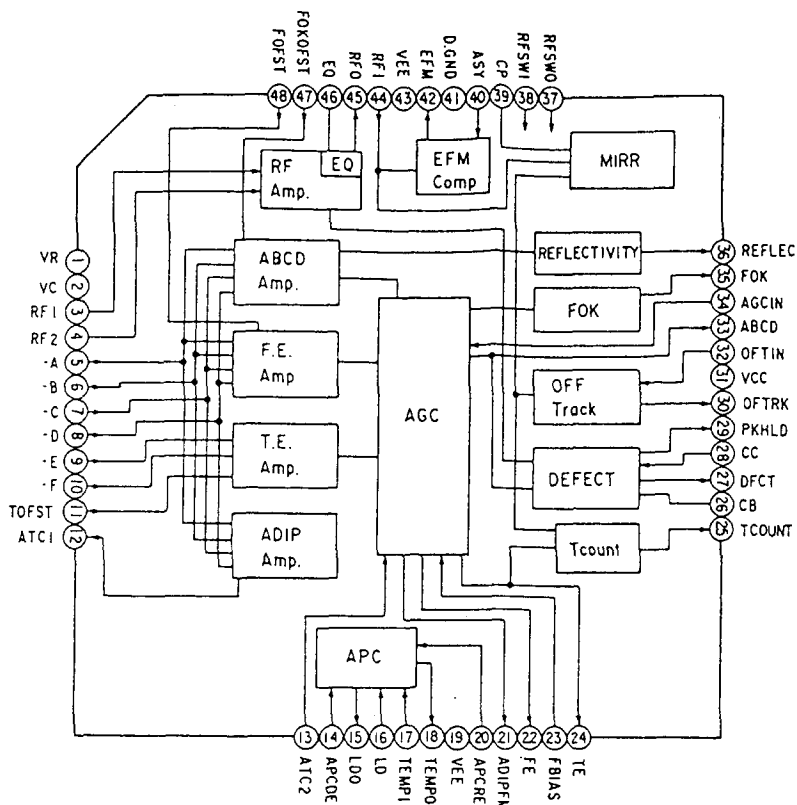 FOFST
FOKOFST
EQ
RFO
RFI
VEE
EFM
D.GND
ASY
CP
RFSWI
RFSWO
48
47
46
45
44
43
42
41
40
39
38
37
RF
Amp.
EQ
EFM
Comp
MIRR
ABCD
Amp.
REFLECTIVITY
FOK
F.E.
Amp
AGC
OFF
Track
T.E.
Amp.
DEFECT
ADIP
Amp.
Tcount
APC
VR 1
VC 2
RF1 3
RF2 4
-A 5
-B 6
-C 7
-D 8
-E 9
-F 10
TOFST 11
ATC1 12
36 REFLEC
35 FOK
34 AGCIN
33 ABCD
32 OFTIN
31 VCC
30 OFTRK
29 PKHLD
28 CC
27 DFCT
26 CB
25 TCOUNT
13
14
15
16
17
18
19
20
21
22
23
24
ATC2
APCDE
LDO
LD
TEMPI
TEMPO
VEE
APCRE
FE
FBIAS
TE